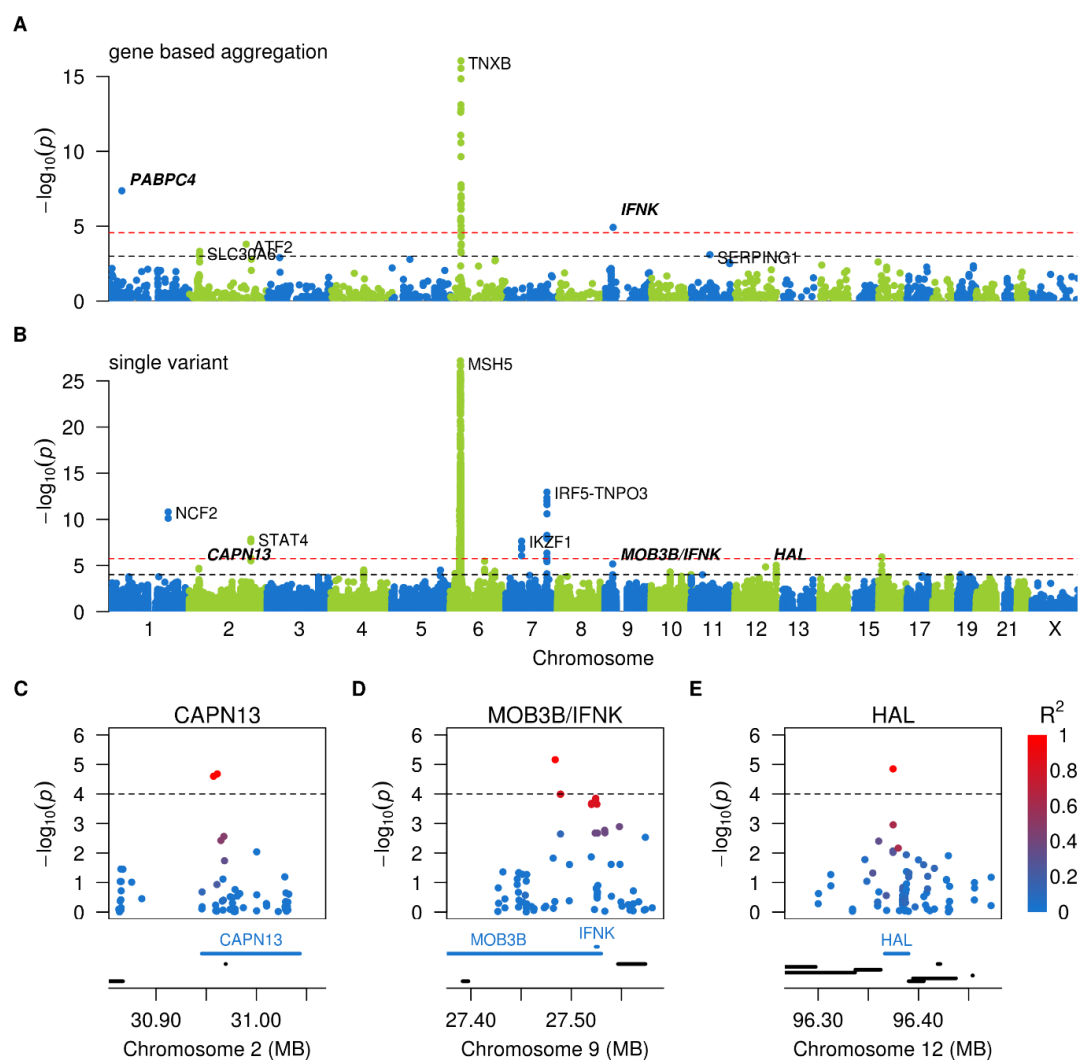 A
gene based aggregation
−log10(p)
15
10
5
0
TNXB
PABPC4
IFNK
ATF2
SLC30A6
SERPING1
B
single variant
−log10(p)
25
20
15
10
5
0
MSH5
IRF5-TNPO3
NCF2
STAT4
IKZF1
CAPN13
MOB3B/IFNK
HAL
1 2 3 4 5 6 7 8 9 10 11 12 13 15 17 19 21 X
Chromosome
C
CAPN13
−log10(p)
6
5
4
3
2
1
0
CAPN13
30.90 31.00
Chromosome 2 (MB)
D
MOB3B/IFNK
−log10(p)
6
5
4
3
2
1
0
IFNK
MOB3B
27.40 27.50
Chromosome 9 (MB)
E
HAL
−log10(p)
6
5
4
3
2
1
0
HAL
96.30 96.40
Chromosome 12 (MB)
R2
1
0.8
0.6
0.4
0.2
0